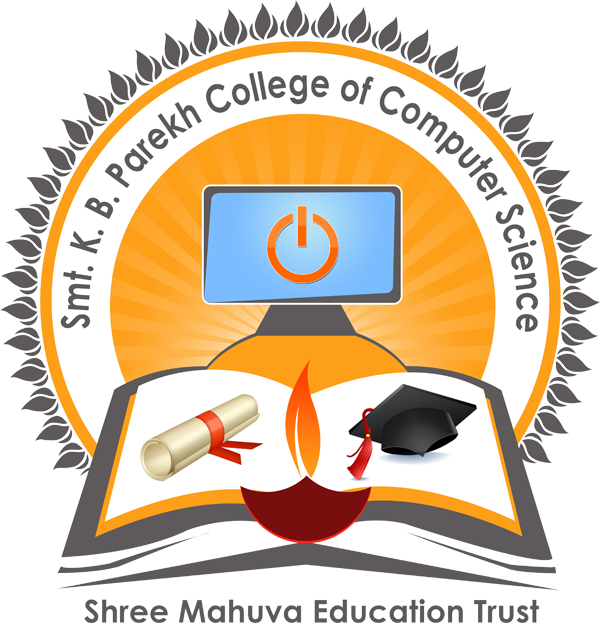 Smt. K. B. Parekh College of Computer Science
Shree Mahuva Education Trust